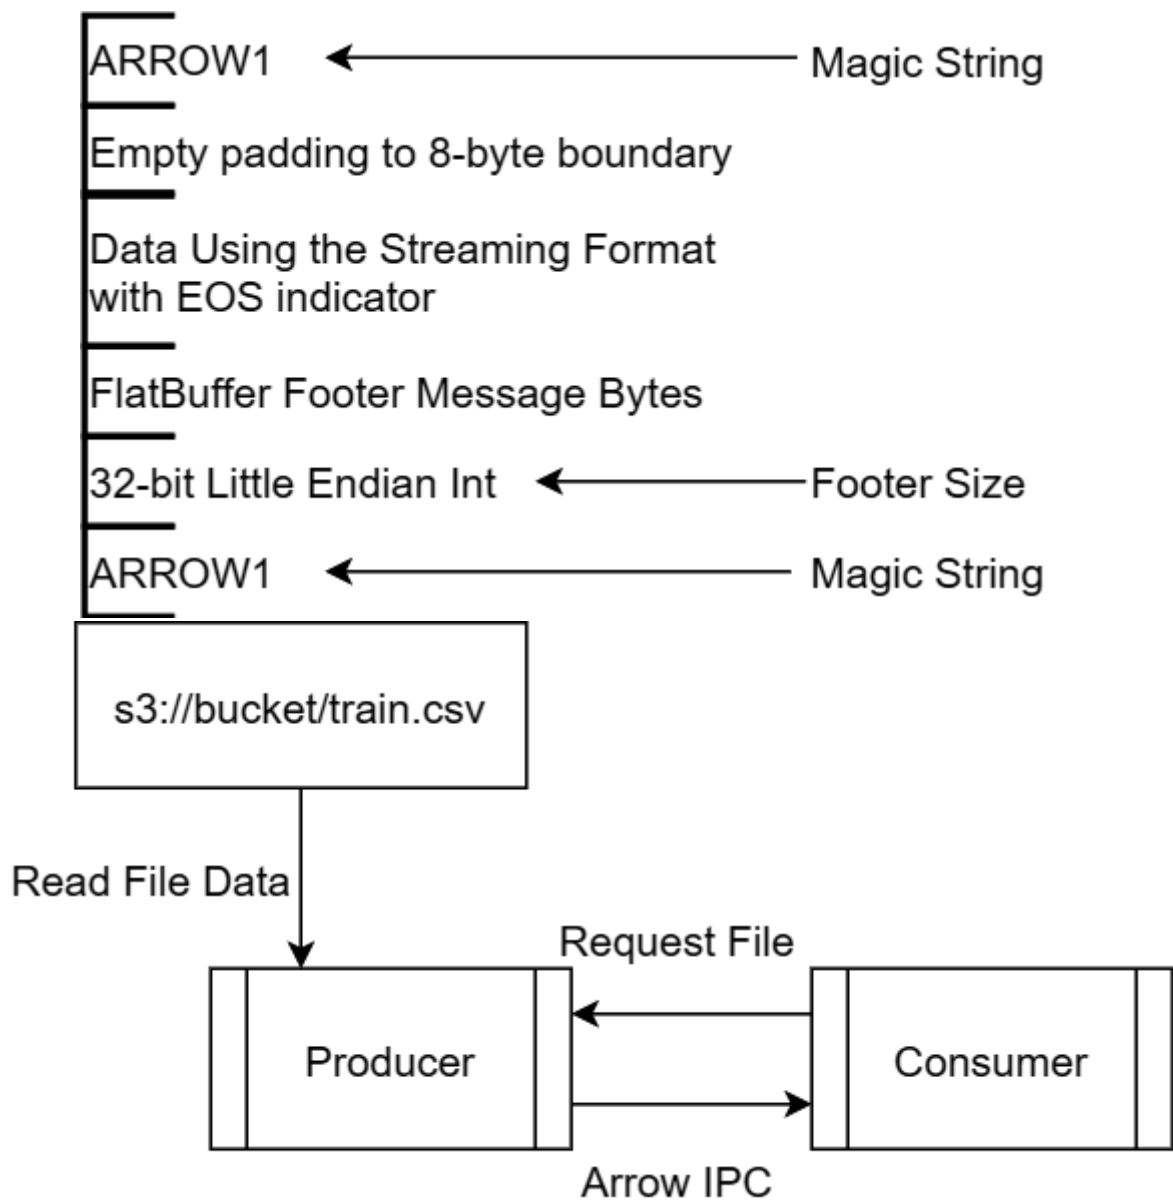 ARROW1
Magic String
Empty padding to 8-byte boundary
Data Using the Streaming Format
with EOS indicator
FlatBuffer Footer Message Bytes
32-bit Little Endian Int
Footer Size
ARROW1
Magic String
s3://bucket/train.csv
Read File Data
Request File
Producer
Consumer
Arrow IPC